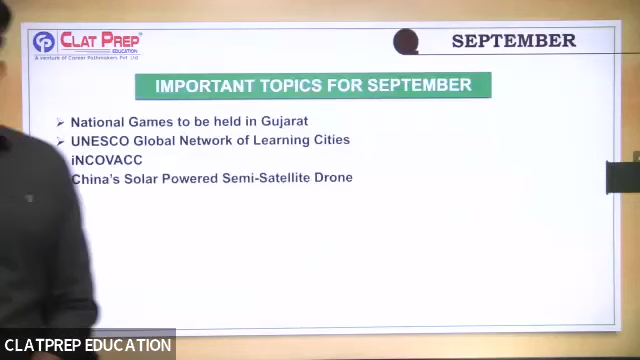 CLAT PREP
EDUCATION
A venture of Career Pathmakers Pvt Ltd
SEPTEMBER
IMPORTANT TOPICS FOR SEPTEMBER
National Games to be held in Gujarat
UNESCO Global Network of Learning Cities
iNCOVACC
China's Solar Powered Semi-Satellite Drone
CLATPREP EDUCATION